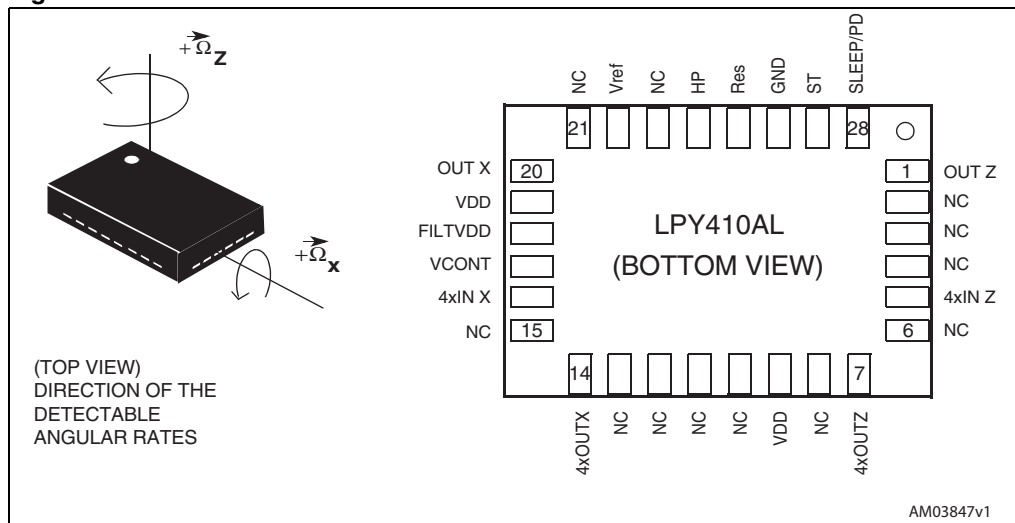 +Ω Z
+Ω x
(TOP VIEW)
DIRECTION OF THE
DETECTABLE
ANGULAR RATES
NC
Vref
NC
HP
Res
GND
ST
SLEEP/PD
21
28
OUT X 20
VDD
FILTVDD
VCONT
4xIN X
NC 15
LPY410AL
(BOTTOM VIEW)
1 OUT Z
NC
NC
NC
4xIN Z
6 NC
14
7
4xOUTX
NC
NC
NC
NC
VDD
NC
4xOUTZ
AM03847v1